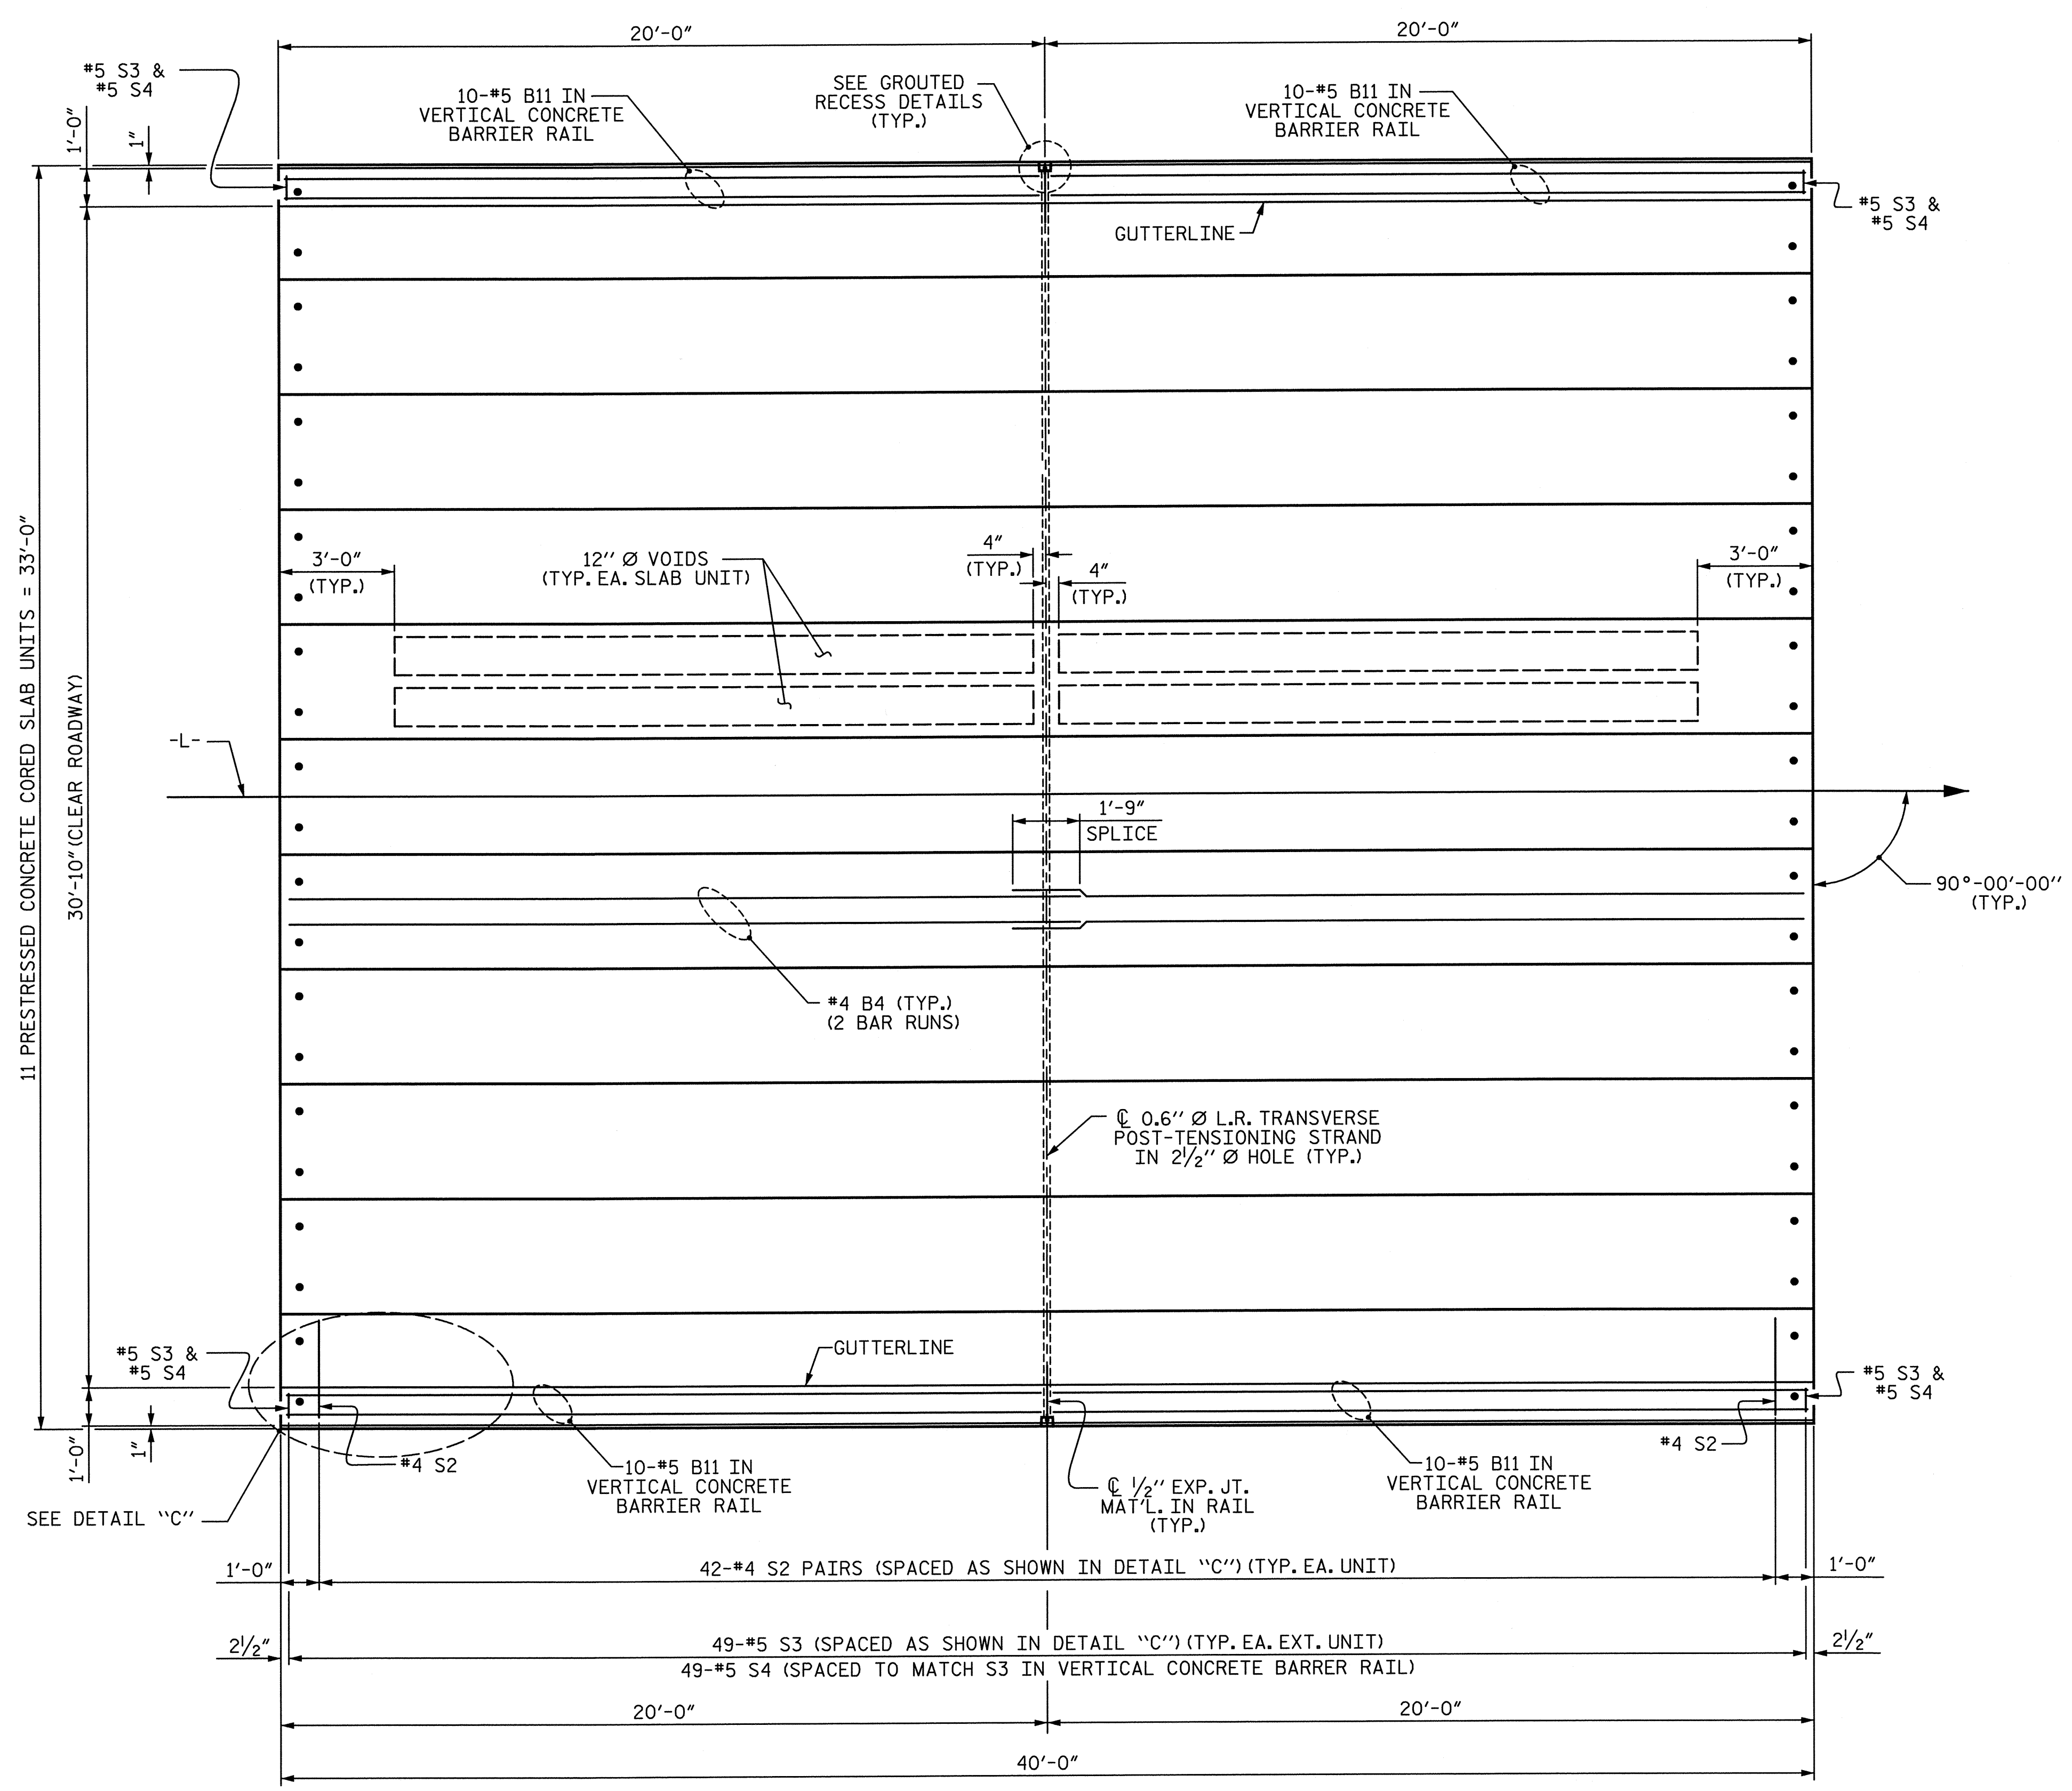 20'-0"
20'-0"
#5 S3 &
#5 S4
10-#5 B11 IN
VERTICAL CONCRETE
BARRIER RAIL
SEE GROUTED
RECESS DETAILS
(TYP.)
10-#5 B11 IN
VERTICAL CONCRETE
BARRIER RAIL
1'-0"
1"
#5 S3 &
#5 S4
GUTTERLINE
11 PRESTRESSED CONCRETE CORED SLAB UNITS = 33'-0"
30'-10" (CLEAR ROADWAY)
3'-0"
(TYP.)
12" Ø VOIDS
(TYP. EA. SLAB UNIT)
4"
(TYP.)
4"
(TYP.)
3'-0"
(TYP.)
-L-
1'-9"
SPLICE
90°-00'-00"
(TYP.)
#4 B4 (TYP.)
(2 BAR RUNS)
℄ 0.6" Ø L.R. TRANSVERSE
POST-TENSIONING STRAND
IN 2½" Ø HOLE (TYP.)
#5 S3 &
#5 S4
GUTTERLINE
#5 S3 &
#5 S4
1'-0"
1"
#4 S2
10-#5 B11 IN
VERTICAL CONCRETE
BARRIER RAIL
℄ ½" EXP. JT.
MAT'L. IN RAIL
(TYP.)
10-#5 B11 IN
VERTICAL CONCRETE
BARRIER RAIL
#4 S2
SEE DETAIL "C"
1'-0"
42-#4 S2 PAIRS (SPACED AS SHOWN IN DETAIL "C") (TYP. EA. UNIT)
1'-0"
2½"
49-#5 S3 (SPACED AS SHOWN IN DETAIL "C") (TYP. EA. EXT. UNIT)
49-#5 S4 (SPACED TO MATCH S3 IN VERTICAL CONCRETE BARRER RAIL)
2½"
20'-0"
20'-0"
40'-0"